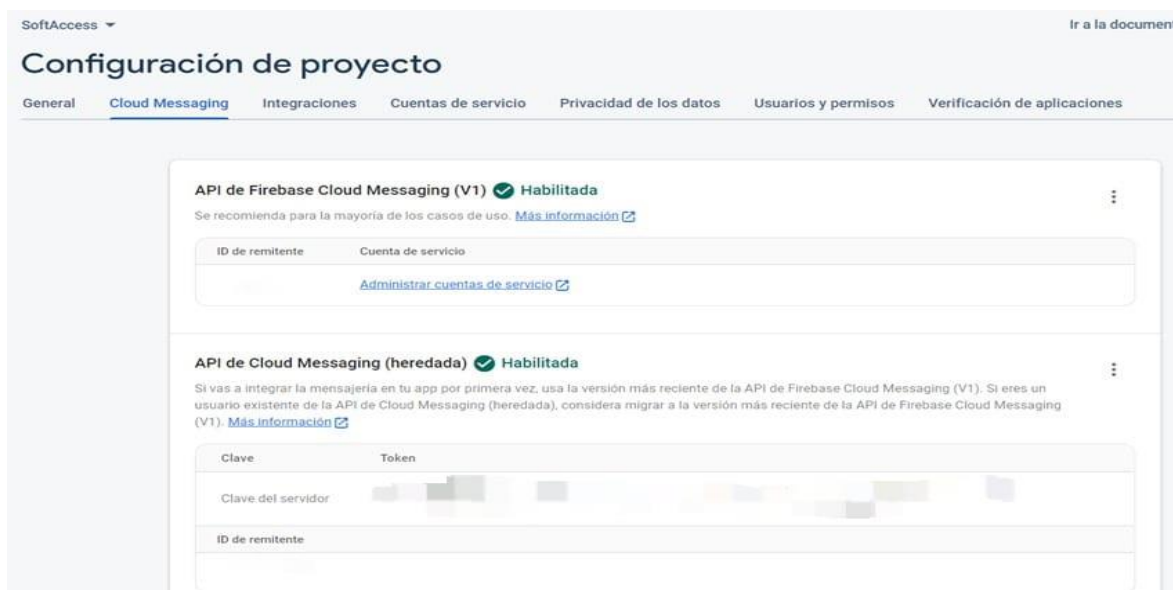 SoftAccess
Ir a la document
Configuración de proyecto
General Cloud Messaging Integraciones Cuentas de servicio Privacidad de los datos Usuarios y permisos Verificación de aplicaciones
API de Firebase Cloud Messaging (V1) Habilitada
Se recomienda para la mayoría de los casos de uso. Más información
ID de remitente Cuenta de servicio
Administrar cuentas de servicio
API de Cloud Messaging (heredada) Habilitada
Si vas a integrar la mensajería en tu app por primera vez, usa la versión más reciente de la API de Firebase Cloud Messaging (V1). Si eres un
usuario existente de la API de Cloud Messaging (heredada), considera migrar a la versión más reciente de la API de Firebase Cloud Messaging
(V1). Más información
Clave Token
Clave del servidor
ID de remitente